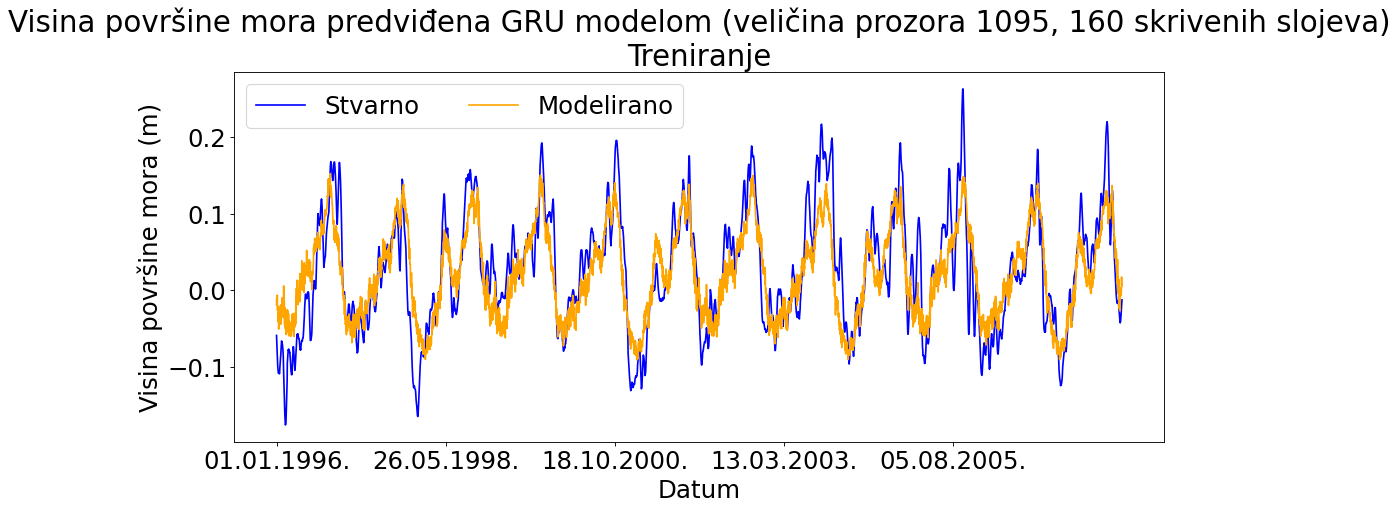 Visina površine mora predviđena GRU modelom (veličina prozora 1095, 160 skrivenih slojeva)
Treniranje
Stvarno
Modelirano
Visina površine mora (m)
0.2
0.1
0.0
−0.1
01.01.1996.
26.05.1998.
18.10.2000.
13.03.2003.
05.08.2005.
Datum